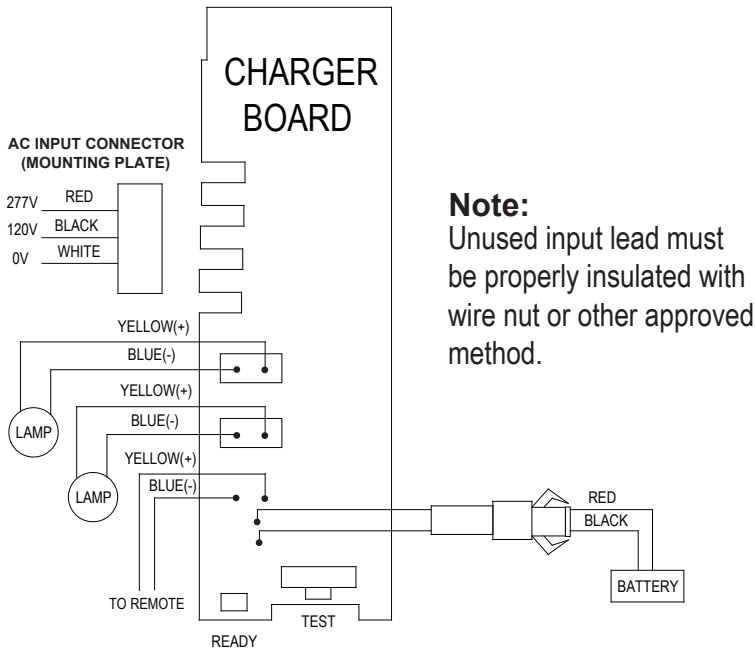 CHARGER
BOARD
AC INPUT CONNECTOR
(MOUNTING PLATE)
277V RED
120V BLACK
0V WHITE
Note:
Unused input lead must
be properly insulated with
wire nut or other approved
method.
YELLOW(+)
BLUE(-)
YELLOW(+)
BLUE(-)
LAMP
YELLOW(+)
BLUE(-)
LAMP
RED
BLACK
BATTERY
TO REMOTE
TEST
READY